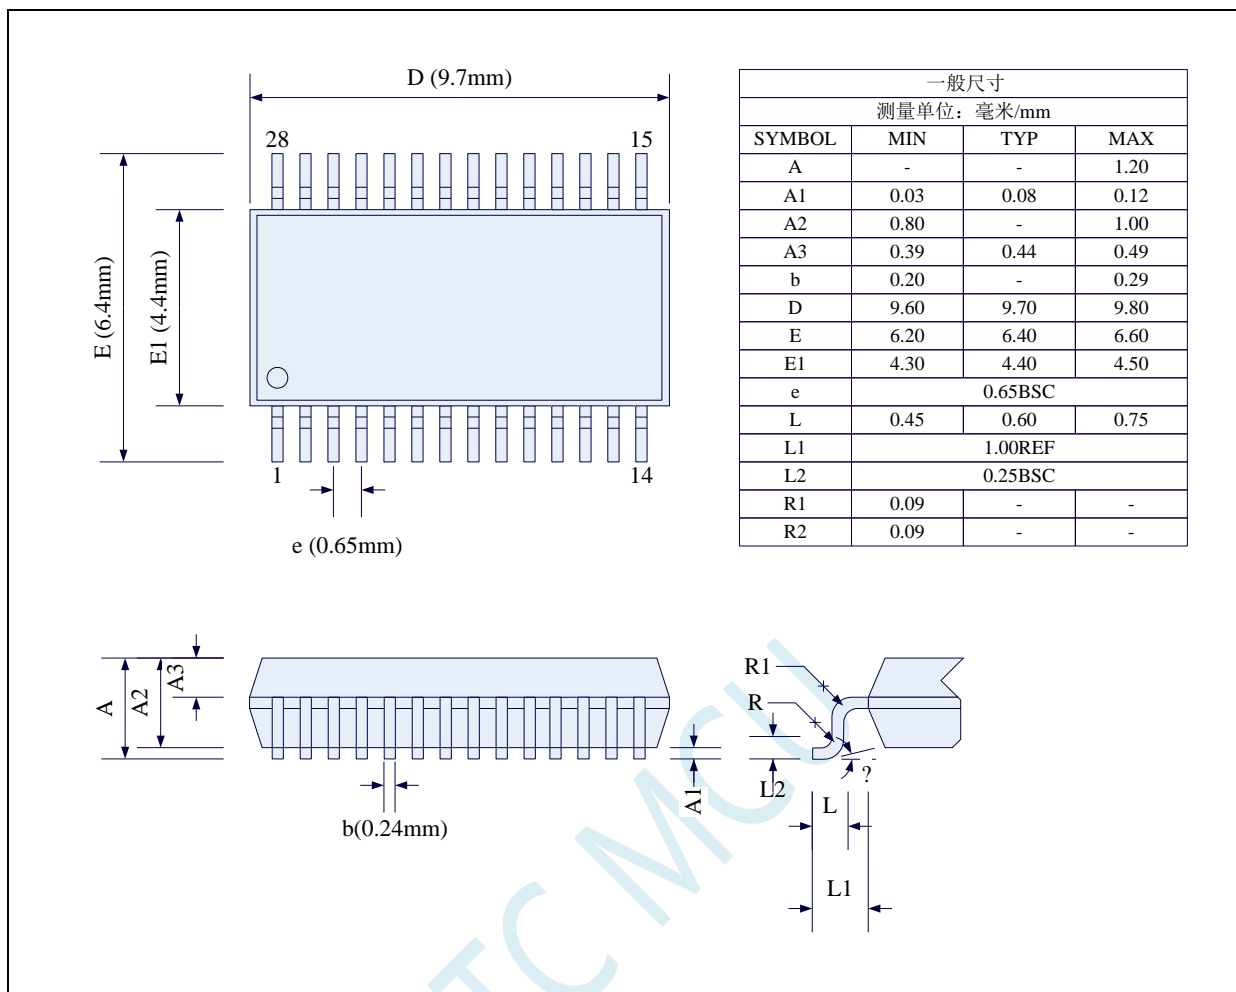 D (9.7mm)
28
15
E (6.4mm)
E1 (4.4mm)
1
14
e (0.65mm)
一般尺寸
测量单位：毫米/mm
SYMBOL MIN TYP MAX
A - - 1.20
A1 0.03 0.08 0.12
A2 0.80 - 1.00
A3 0.39 0.44 0.49
b 0.20 - 0.29
D 9.60 9.70 9.80
E 6.20 6.40 6.60
E1 4.30 4.40 4.50
e 0.65BSC
L 0.45 0.60 0.75
L1 1.00REF
L2 0.25BSC
R1 0.09 - -
R2 0.09 - -
A
A2
A3
b(0.24mm)
A1
R1
R
L2
?
L
L1
TC MCU